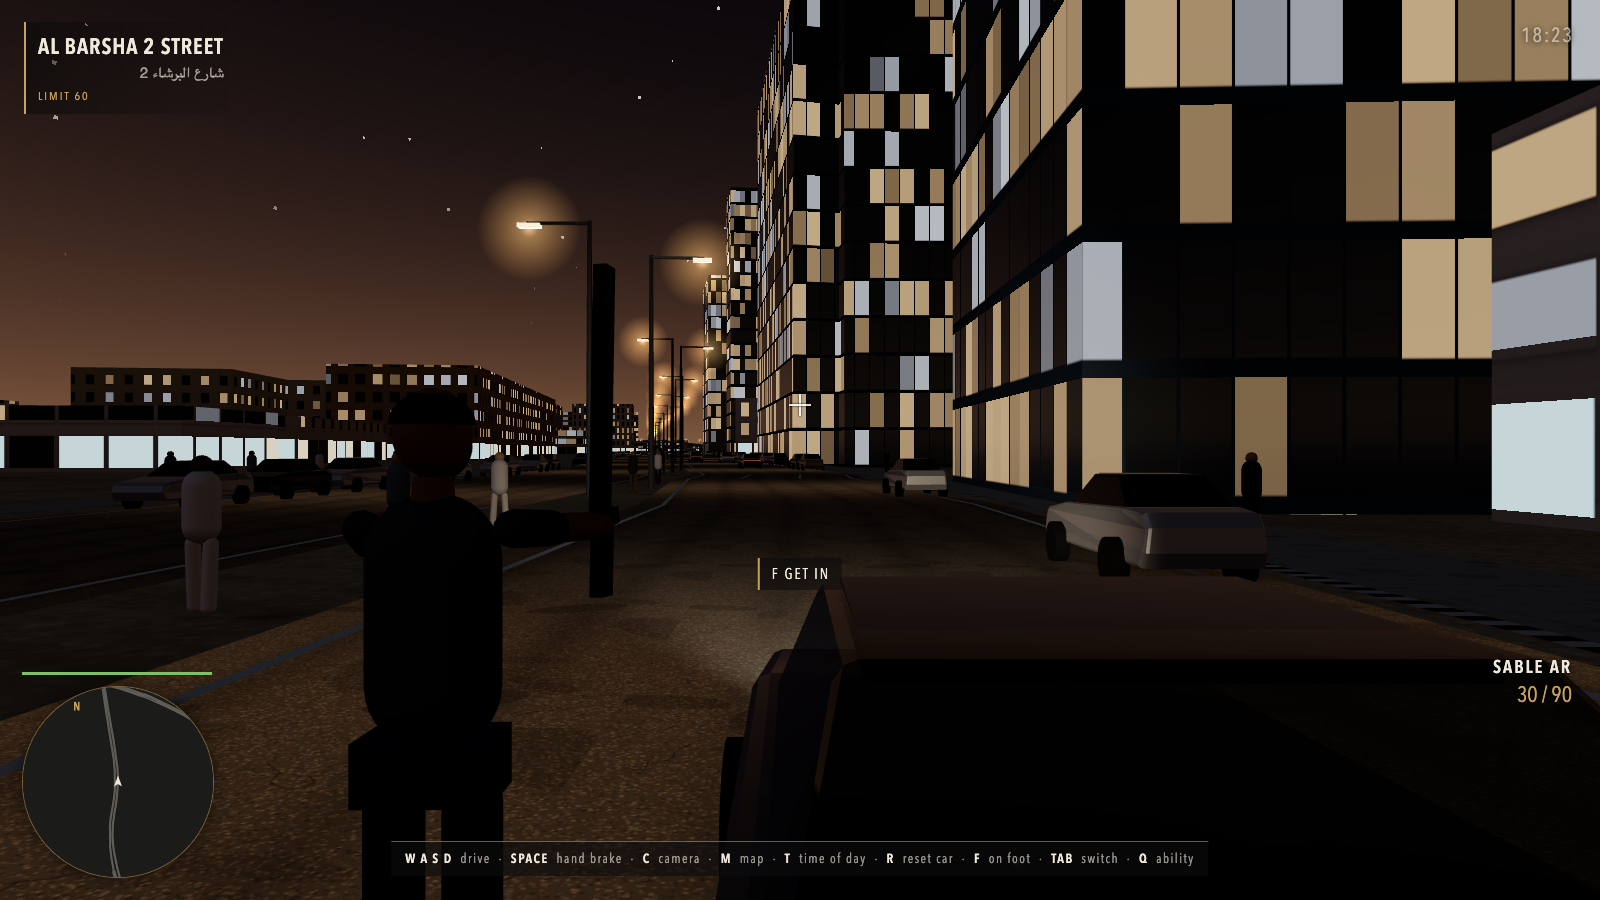 AL BARSHA 2 STREET
شارع البرشاء 2
LIMIT 60
18:23
F GET IN
SABLE AR
30 / 90
N
W A S D drive · SPACE hand brake · C camera · M map · T time of day · R reset car · F on foot · TAB switch · Q ability